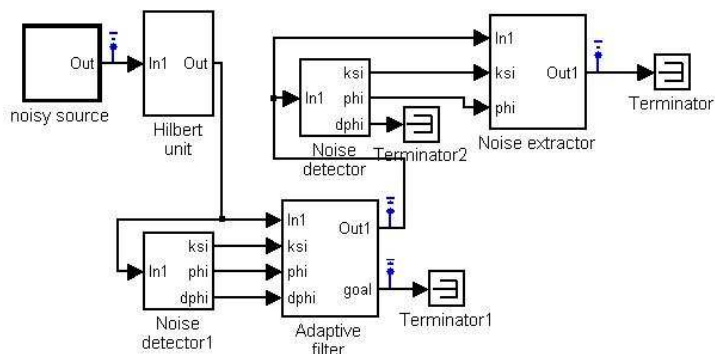 Out
noisy source
In1
Out
Hilbert
unit
In1
ksi
phi
dphi
Noise
detector
Terminator2
In1
ksi
phi
Out1
Noise extractor
Terminator
In1
ksi
phi
dphi
Noise
detector1
In1
ksi
phi
dphi
Out1
goal
Adaptive
filter
Terminator1